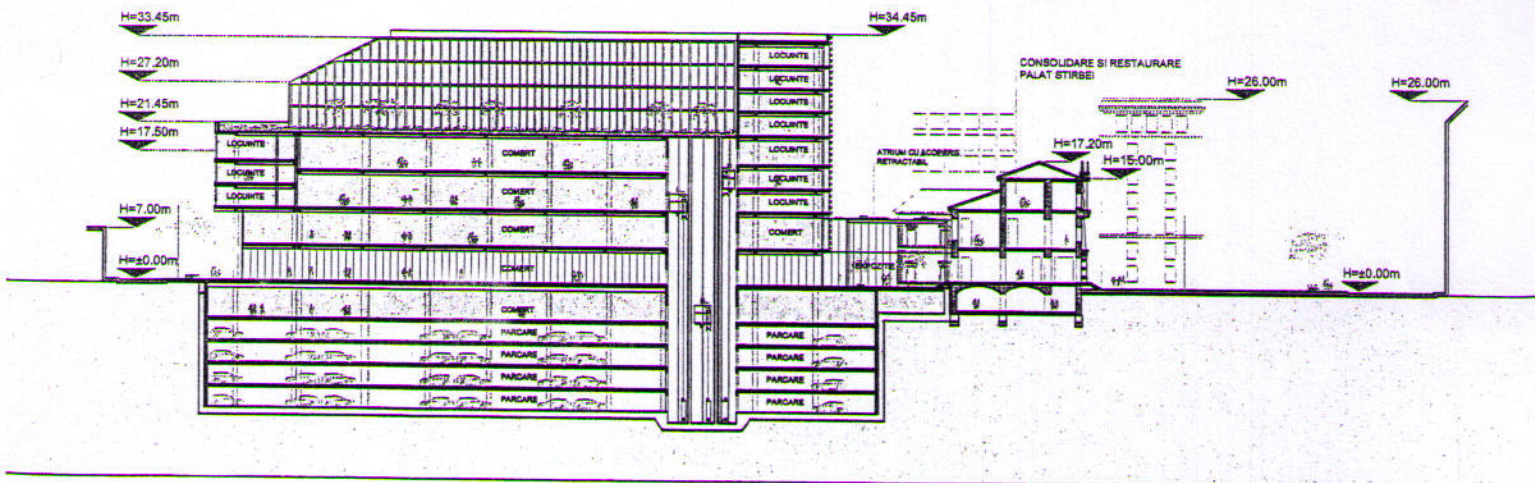 H=33.45m
H=34.45m
H=27.20m
H=21.45m
H=17.50m
H=7.00m
H=±0.00m
LOCUINTE
LOCUINTE
LOCUINTE
COMERT
COMERT
COMERT
COMERT
COMERT
PARCARE
PARCARE
PARCARE
PARCARE
LOCUINTE
LOCUINTE
LOCUINTE
LOCUINTE
LOCUINTE
LOCUINTE
LOCUINTE
COMERT
PARCARE
PARCARE
PARCARE
PARCARE
ATRIUM CU ACOPERIS
RETRACTABIL
EXPOZITIE
CONSOLIDARE SI RESTAURARE
PALAT STIRBEI
H=17.20m
H=15.00m
H=26.00m
H=26.00m
H=±0.00m